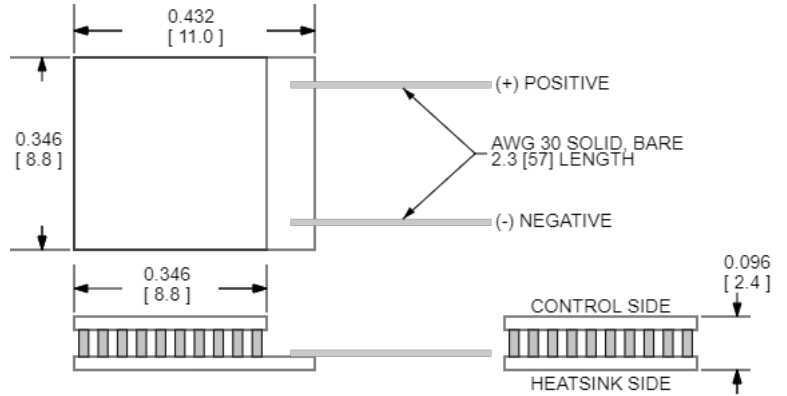 0.432
[ 11.0 ]
(+) POSITIVE
0.346
[ 8.8 ]
AWG 30 SOLID, BARE
2.3 [57] LENGTH
(-) NEGATIVE
0.346
[ 8.8 ]
0.096
[ 2.4 ]
CONTROL SIDE
HEATSINK SIDE